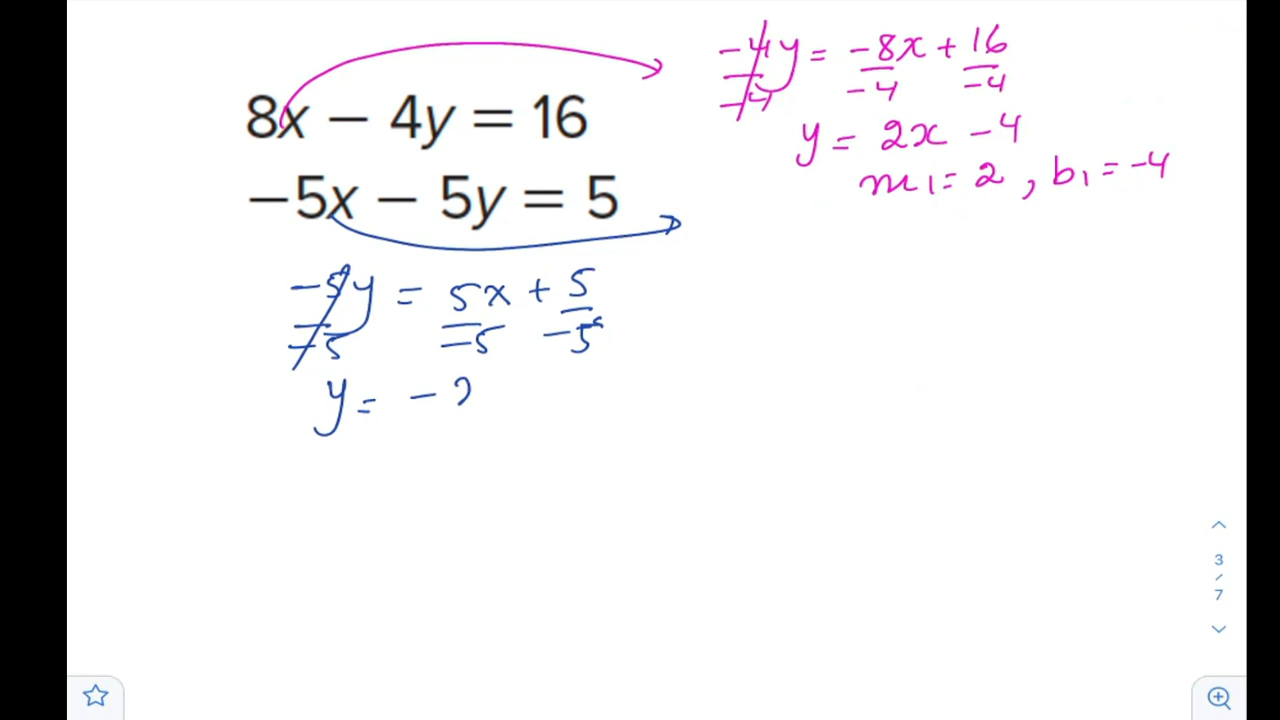 8x − 4y = 16
−5x − 5y = 5
-4y = -8x + 16
-4 -4 -4
y = 2x - 4
m1 = 2 , b1 = -4
-5y = 5x + 5
-5 -5 -5
y = -
3
/
7